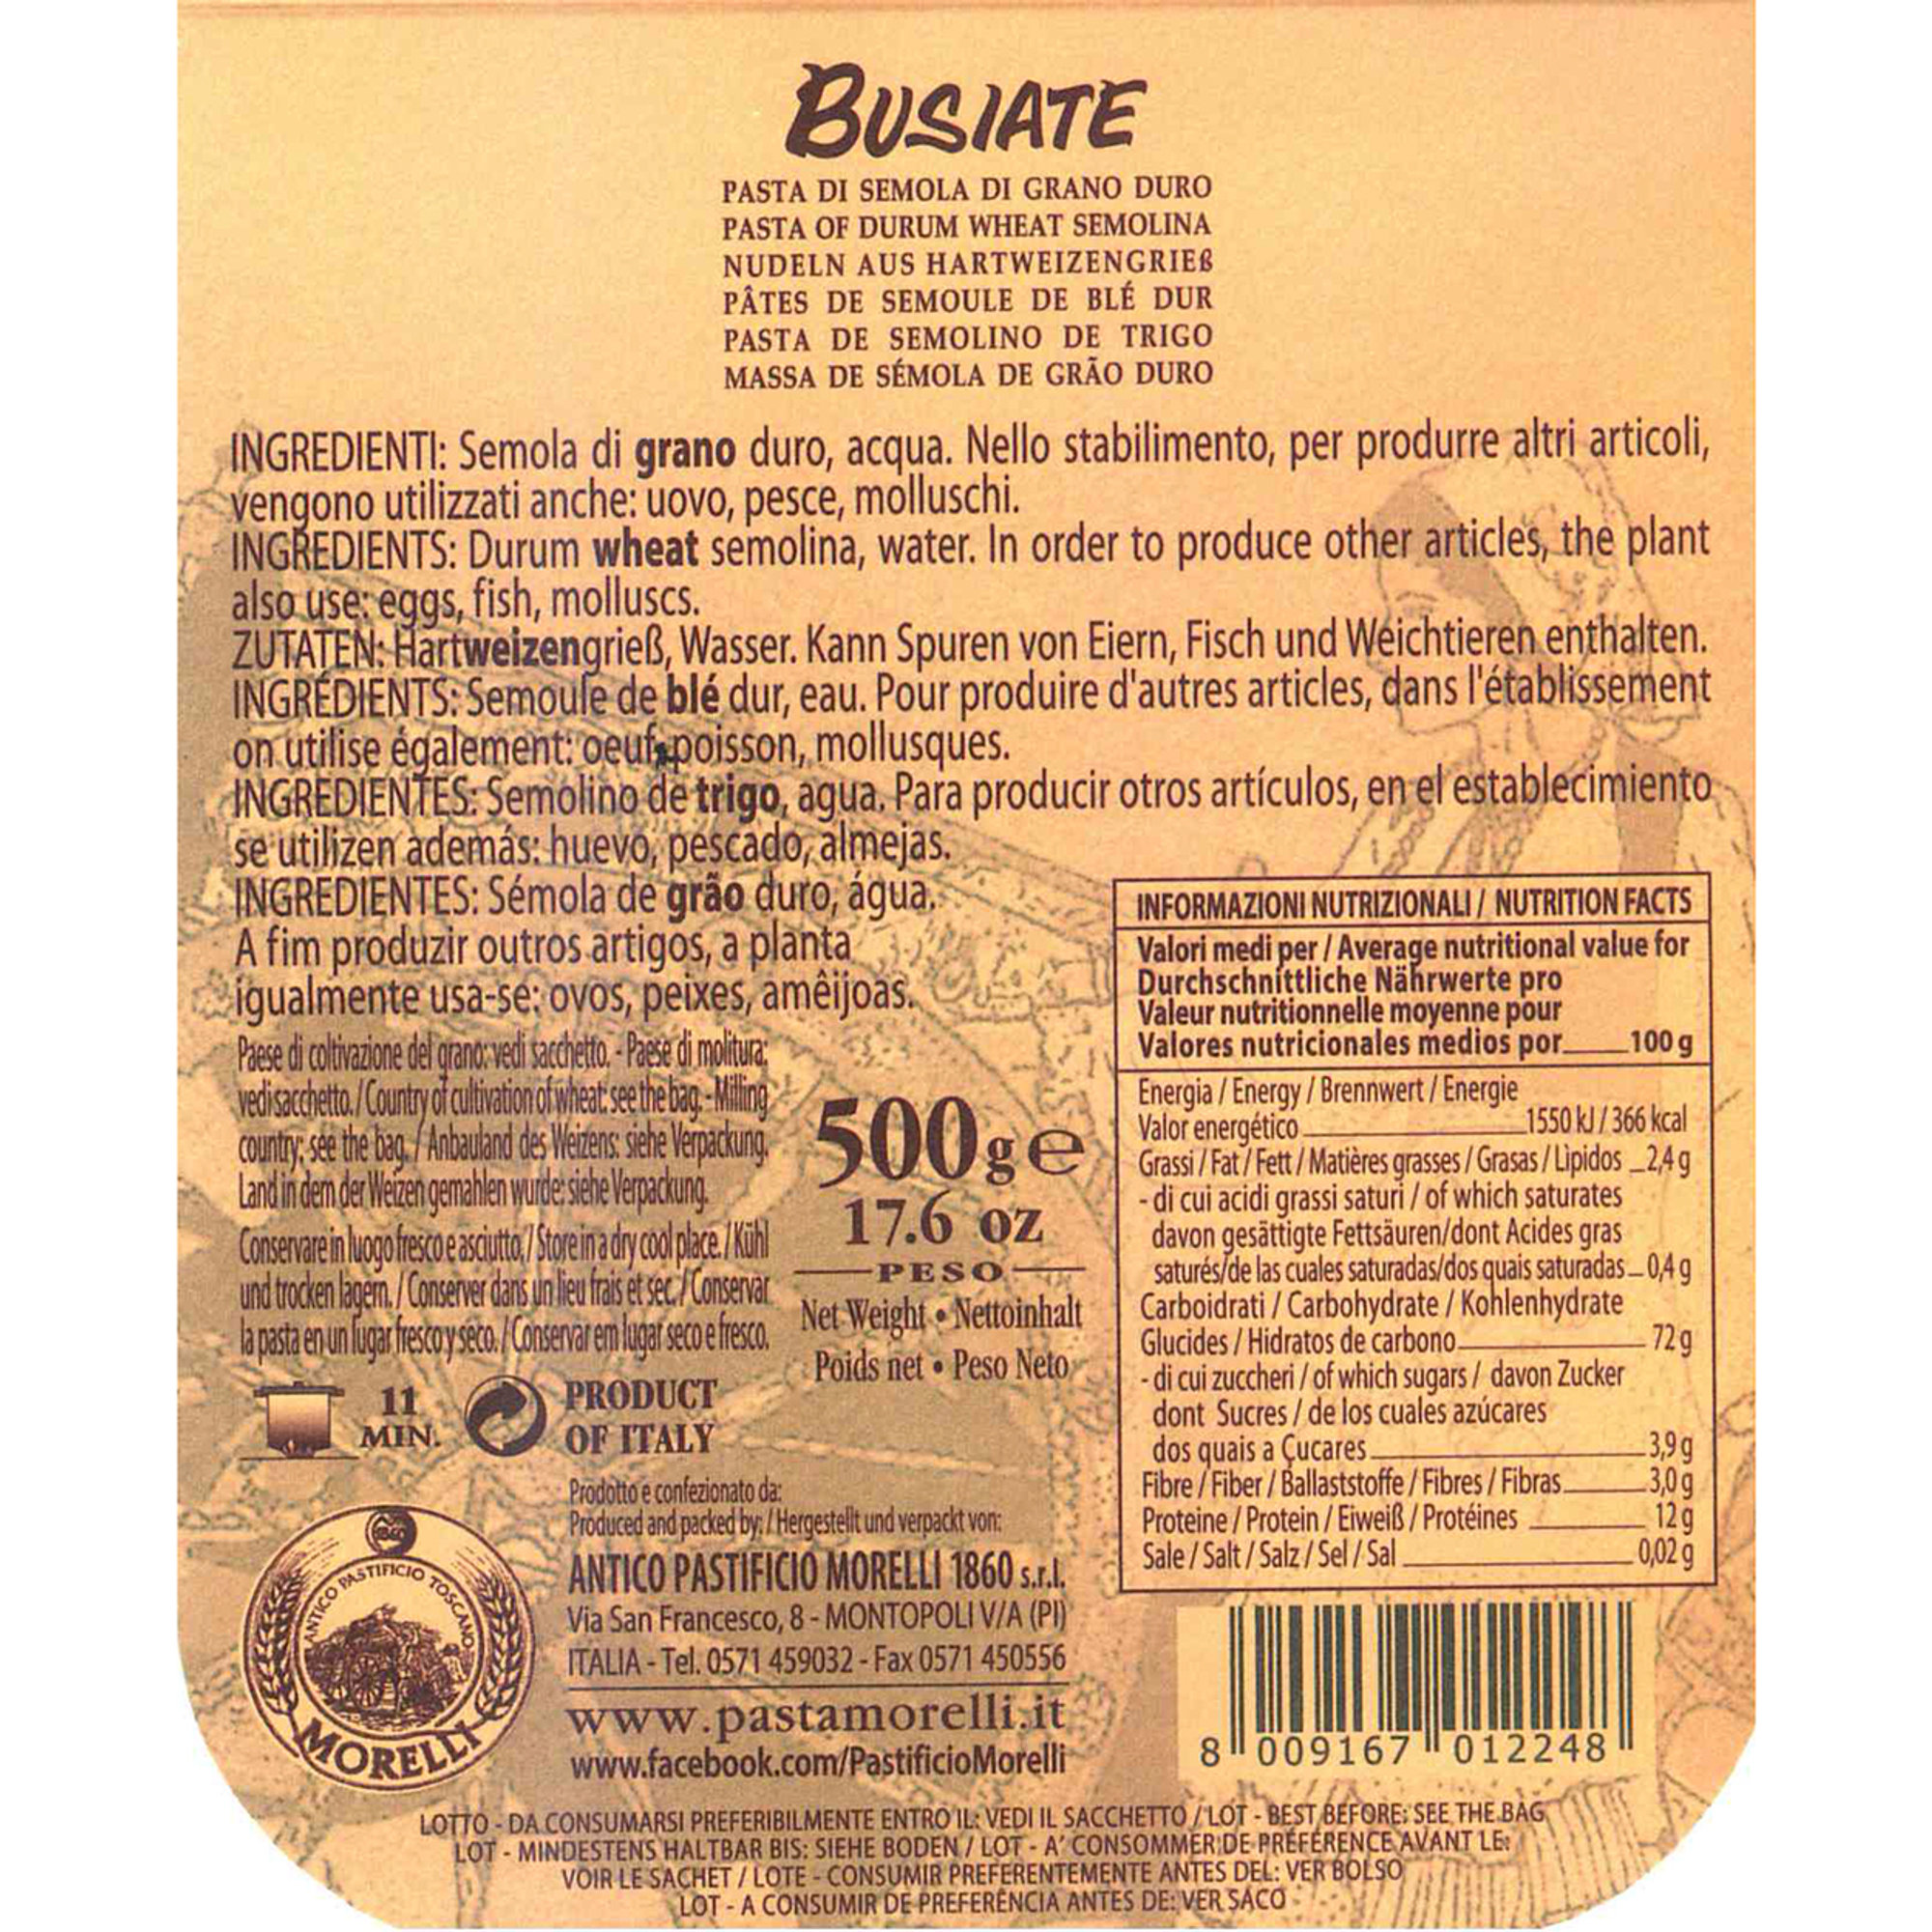 BUSIATE
PASTA DI SEMOLA DI GRANO DURO
PASTA OF DURUM WHEAT SEMOLINA
NUDELN AUS HARTWEIZENGRIEß
PÂTES DE SEMOULE DE BLÉ DUR
PASTA DE SEMOLINO DE TRIGO
MASSA DE SÉMOLA DE GRÃO DURO
INGREDIENTI: Semola di grano duro, acqua. Nello stabilimento, per produrre altri articoli,
vengono utilizzati anche: uovo, pesce, molluschi.
INGREDIENTS: Durum wheat semolina, water. In order to produce other articles, the plant
also use: eggs, fish, molluscs.
ZUTATEN: Hartweizengrieß, Wasser. Kann Spuren von Eiern, Fisch und Weichtieren enthalten.
INGRÉDIENTS: Semoule de blé dur, eau. Pour produire d'autres articles, dans l'établissement
on utilise également: oeuf, poisson, mollusques.
INGREDIENTES: Semolino de trigo, agua. Para producir otros artículos, en el establecimiento
se utilizen además: huevo, pescado, almejas.
INGREDIENTES: Sémola de grão duro, água.
A fim produzir outros artigos, a planta
igualmente usa-se: ovos, peixes, amêijoas.
Paese di coltivazione del grano: vedi sacchetto. - Paese di molitura:
vedi sacchetto. / Country of cultivation of wheat: see the bag. - Milling
country: see the bag. / Anbauland des Weizens: siehe Verpackung.
Land in dem der Weizen gemahlen wurde: siehe Verpackung.
Conservare in luogo fresco e asciutto. / Store in a dry cool place. / Kühl
und trocken lagern. / Conserver dans un lieu frais et sec. / Conservar
la pasta en un lugar fresco y seco. / Conservar em lugar seco e fresco.
11
MIN.
PRODUCT
OF ITALY
500g e
17.6 oz
PESO
Net Weight • Nettoinhalt
Poids net • Peso Neto
INFORMAZIONI NUTRIZIONALI / NUTRITION FACTS
Valori medi per / Average nutritional value for
Durchschnittliche Nährwerte pro
Valeur nutritionnelle moyenne pour
Valores nutricionales medios por 100 g
Energia / Energy / Brennwert / Energie
Valor energético 1550 kJ / 366 kcal
Grassi / Fat / Fett / Matières grasses / Grasas / Lìpidos 2,4 g
- di cui acidi grassi saturi / of which saturates
davon gesättigte Fettsäuren/dont Acides gras
saturés/de las cuales saturadas/dos quais saturadas 0,4 g
Carboidrati / Carbohydrate / Kohlenhydrate
Glucides / Hidratos de carbono 72 g
- di cui zuccheri / of which sugars / davon Zucker
dont Sucres / de los cuales azúcares
dos quais a Çucares 3,9 g
Fibre / Fiber / Ballaststoffe / Fibres / Fibras 3,0 g
Proteine / Protein / Eiweiß / Protéines 12 g
Sale / Salt / Salz / Sel / Sal 0,02 g
1860
ANTICO PASTIFICIO TOSCANO
MORELLI
Prodotto e confezionato da:
Produced and packed by: / Hergestellt und verpackt von:
ANTICO PASTIFICIO MORELLI 1860 s.r.l.
Via San Francesco, 8 - MONTOPOLI V/A (PI)
ITALIA - Tel. 0571 459032 - Fax 0571 450556
www.pastamorelli.it
www.facebook.com/PastificioMorelli
8 009167 012248
LOTTO - DA CONSUMARSI PREFERIBILMENTE ENTRO IL: VEDI IL SACCHETTO / LOT - BEST BEFORE: SEE THE BAG
LOT - MINDESTENS HALTBAR BIS: SIEHE BODEN / LOT - A' CONSOMMER DE PRÉFÉRENCE AVANT LE:
VOIR LE SACHET / LOTE - CONSUMIR PREFERENTEMENTE ANTES DEL: VER BOLSO
LOT - A CONSUMIR DE PREFERÊNCIA ANTES DE: VER SACO